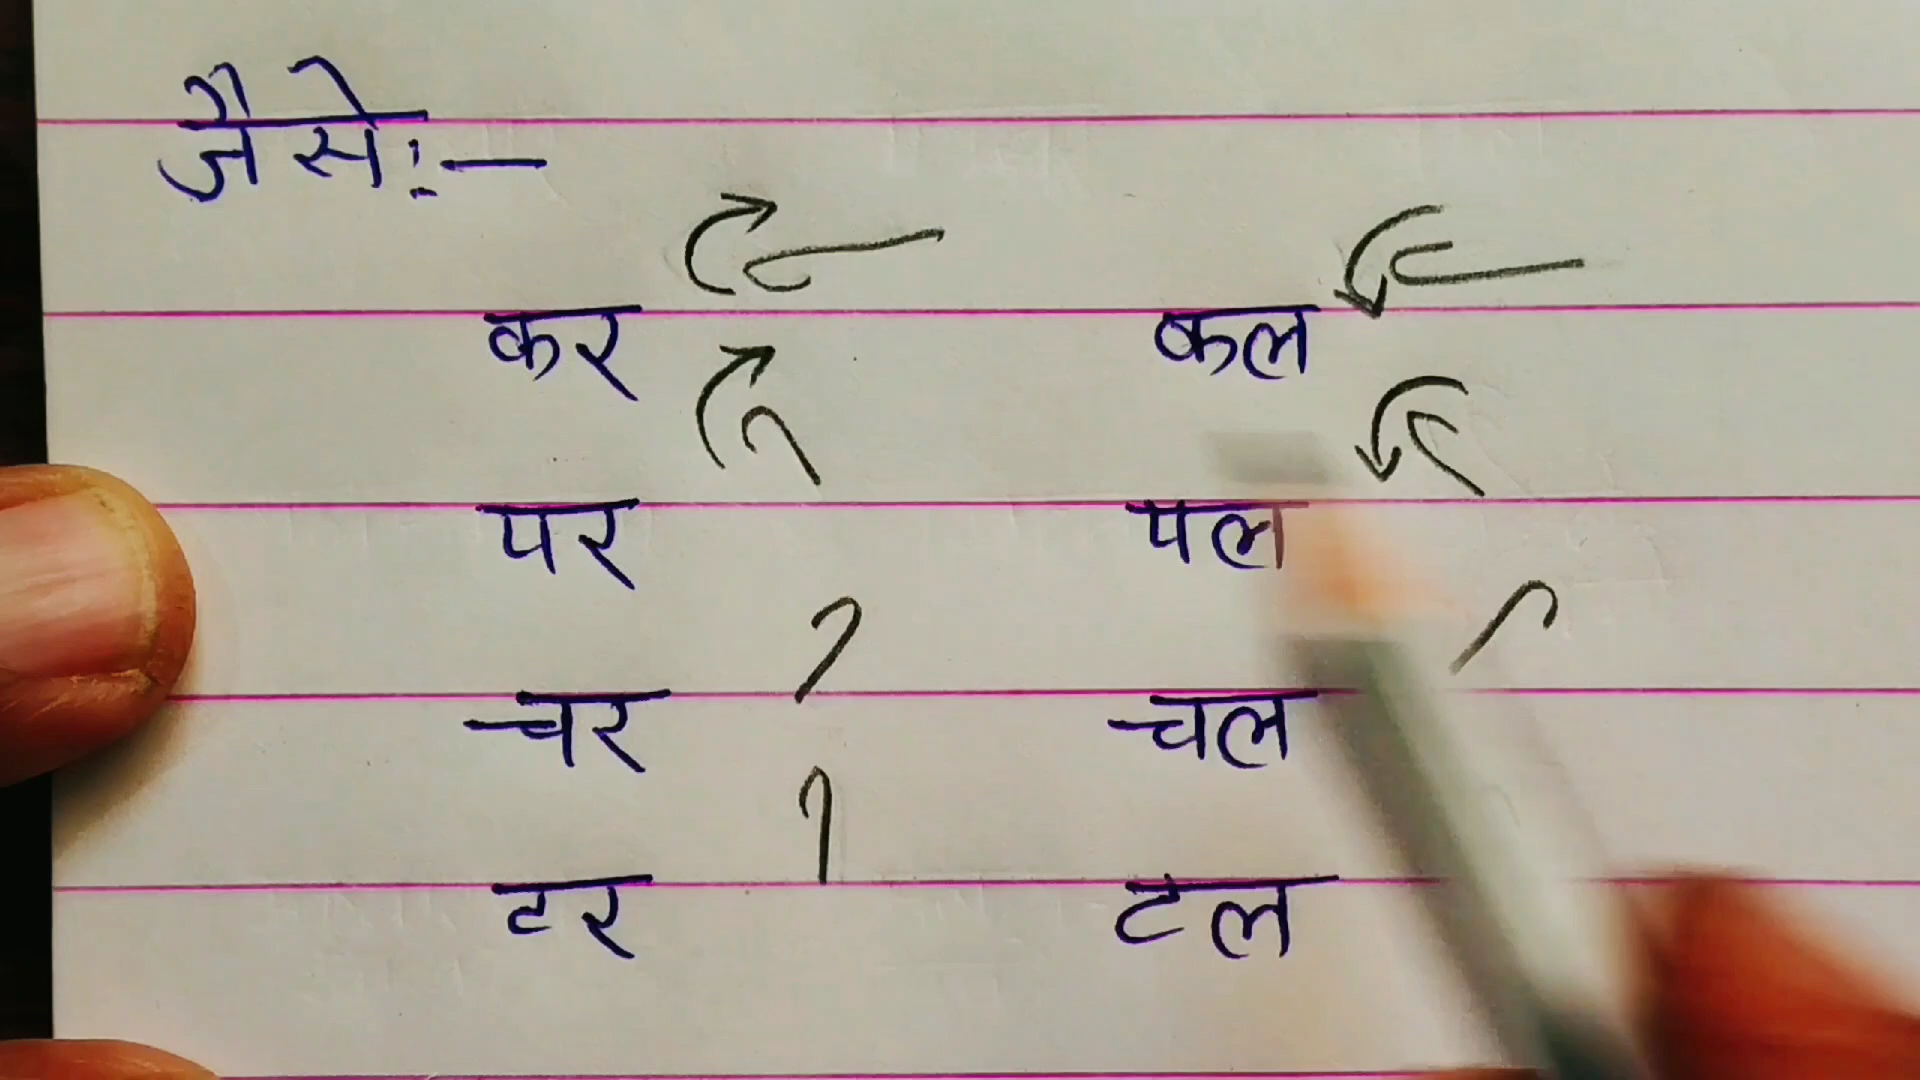 जैसे:-
कर कल
पर पल
चर चल
टर टल